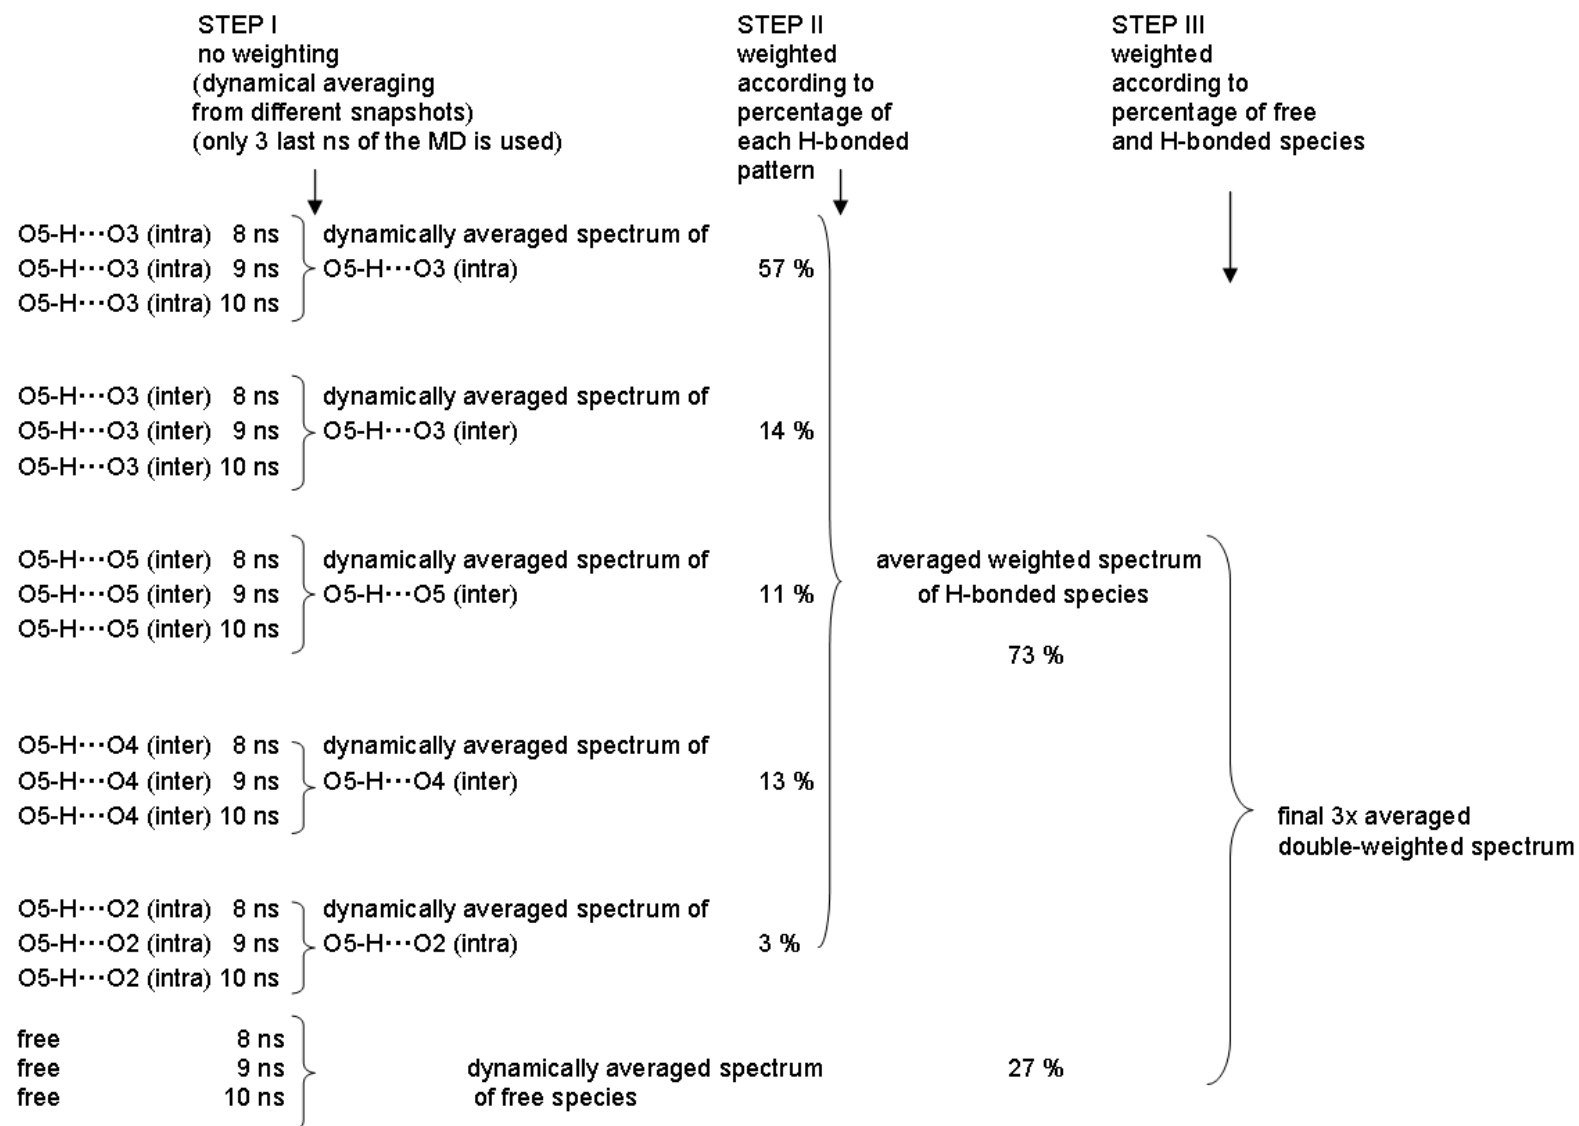 STEP I
no weighting
(dynamical averaging
from different snapshots)
(only 3 last ns of the MD is used)
STEP II
weighted
according to
percentage of
each H-bonded
pattern
STEP III
weighted
according to
percentage of free
and H-bonded species
O5-H···O3 (intra) 8 ns
O5-H···O3 (intra) 9 ns
O5-H···O3 (intra) 10 ns
dynamically averaged spectrum of
O5-H···O3 (intra)
57 %
O5-H···O3 (inter) 8 ns
O5-H···O3 (inter) 9 ns
O5-H···O3 (inter) 10 ns
dynamically averaged spectrum of
O5-H···O3 (inter)
14 %
O5-H···O5 (inter) 8 ns
O5-H···O5 (inter) 9 ns
O5-H···O5 (inter) 10 ns
dynamically averaged spectrum of
O5-H···O5 (inter)
11 %
averaged weighted spectrum
of H-bonded species
73 %
O5-H···O4 (inter) 8 ns
O5-H···O4 (inter) 9 ns
O5-H···O4 (inter) 10 ns
dynamically averaged spectrum of
O5-H···O4 (inter)
13 %
final 3x averaged
double-weighted spectrum
O5-H···O2 (intra) 8 ns
O5-H···O2 (intra) 9 ns
O5-H···O2 (intra) 10 ns
dynamically averaged spectrum of
O5-H···O2 (intra)
3 %
free 8 ns
free 9 ns
free 10 ns
dynamically averaged spectrum
of free species
27 %